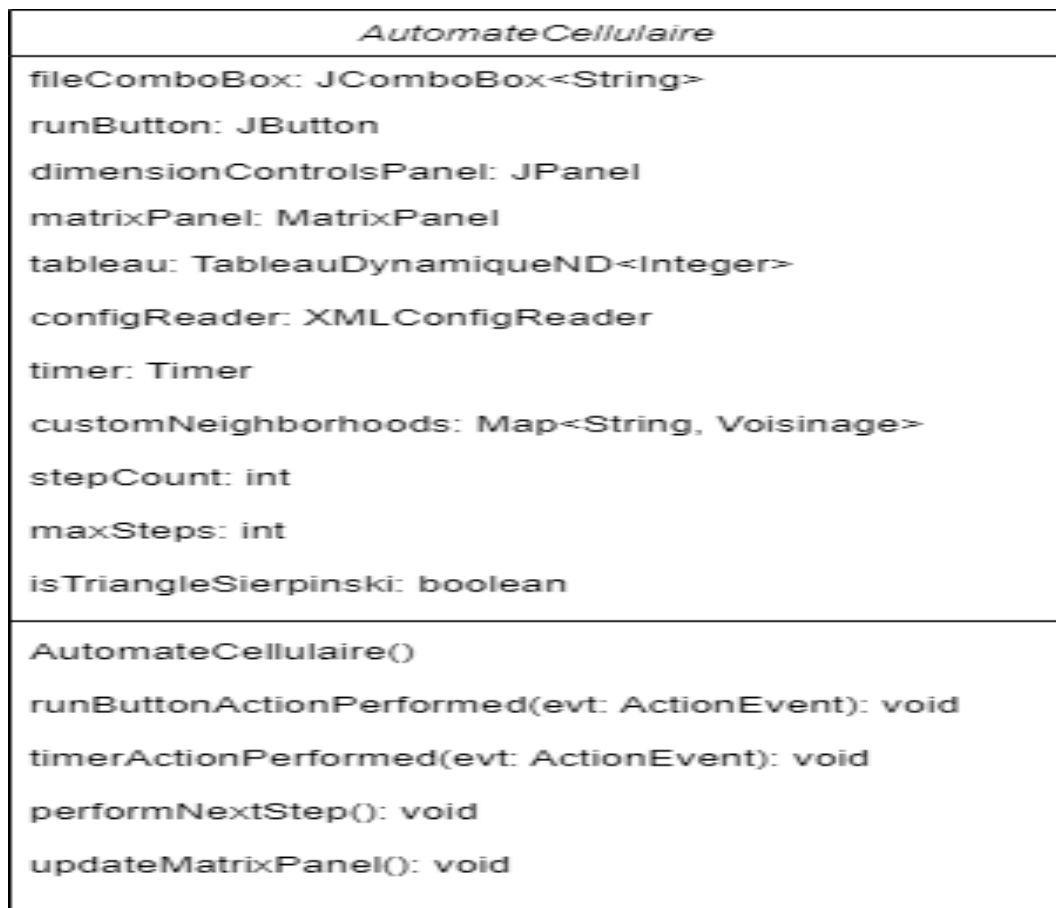 AutomateCellulaire
fileComboBox: JComboBox<String>
runButton: JButton
dimensionControlsPanel: JPanel
matrixPanel: MatrixPanel
tableau: TableauDynamiqueND<Integer>
configReader: XMLConfigReader
timer: Timer
customNeighborhoods: Map<String, Voisinage>
stepCount: int
maxSteps: int
isTriangleSierpinski: boolean
AutomateCellulaire()
runButtonActionPerformed(evt: ActionEvent): void
timerActionPerformed(evt: ActionEvent): void
performNextStep(): void
updateMatrixPanel(): void